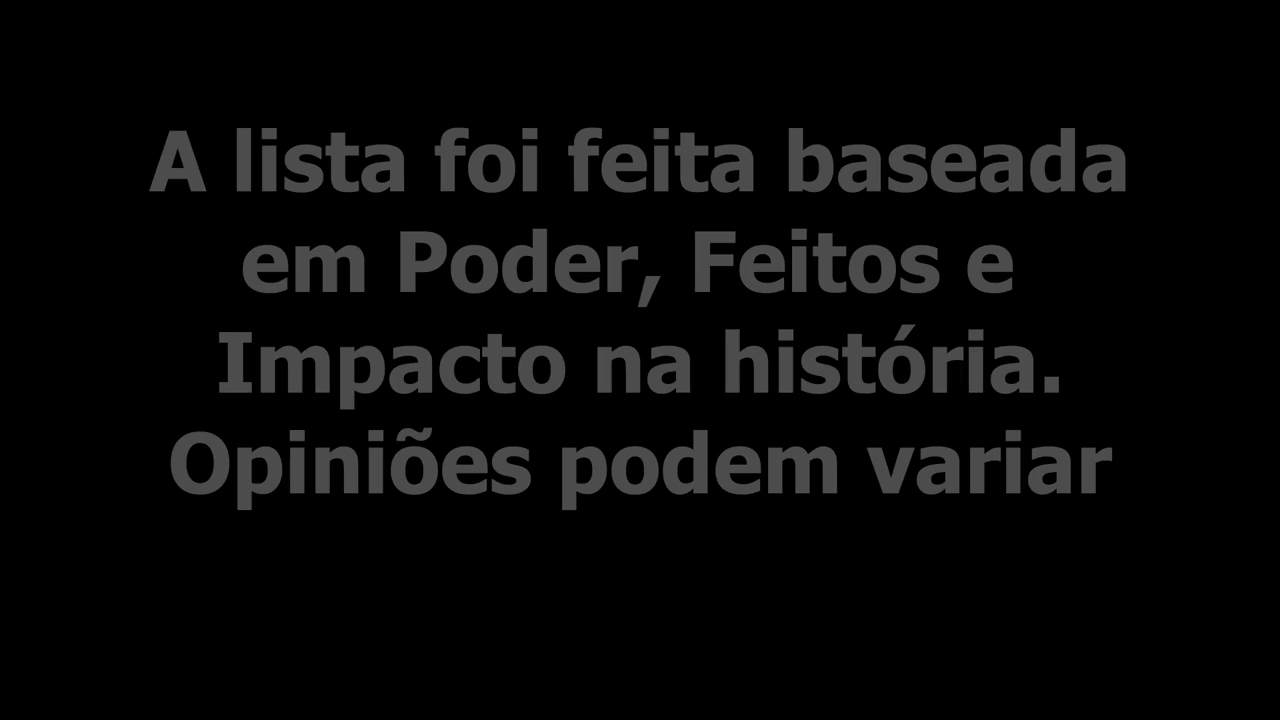 A lista foi feita baseada
em Poder, Feitos e
Impacto na história.
Opiniões podem variar